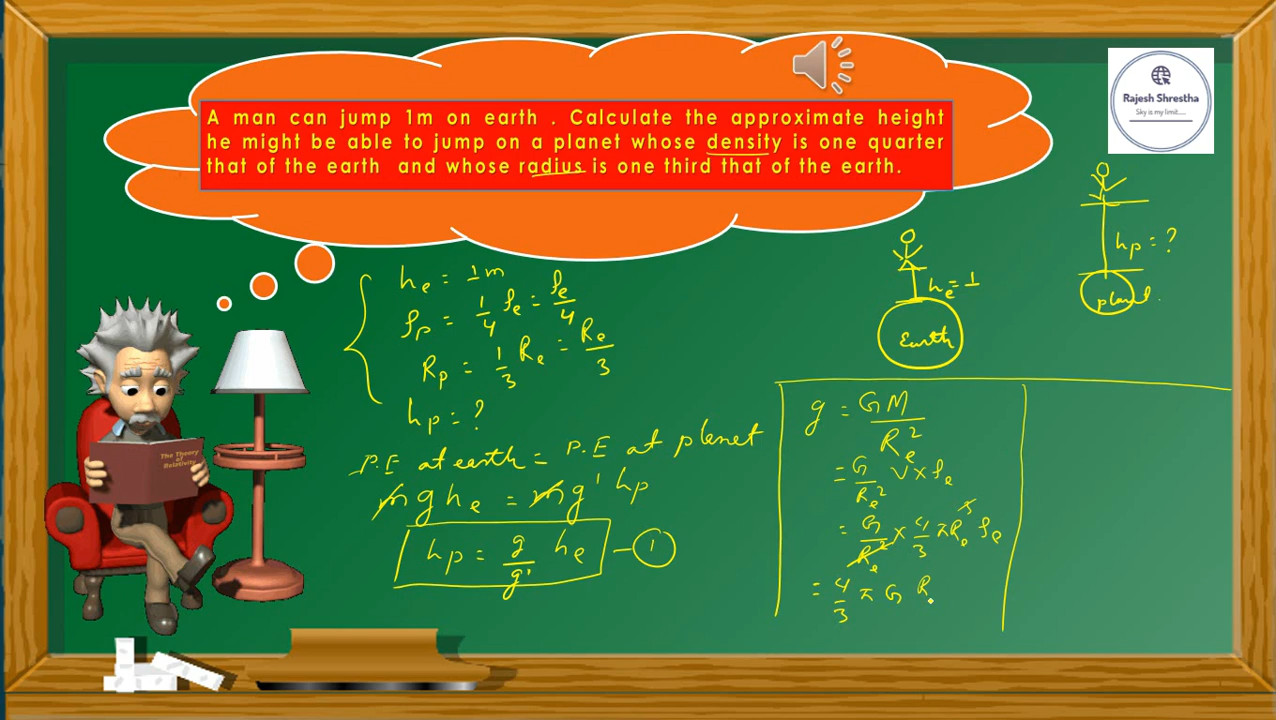 A man can jump 1m on earth . Calculate the approximate height
he might be able to jump on a planet whose density is one quarter
that of the earth and whose radius is one third that of the earth.
Rajesh Shrestha
Sky is my limit......
hp = ?
planet.
he = 1
Earth
he = 1m
ρp = 1/4 ρe = ρe/4
Rp = 1/3 Re = Re/3
hp = ?
P.E at earth = P.E at planet
mghe = mg'hp
hp = g/g' he — 1
g = GM/Re²
= G/Re² V×ρe
= G/Re² × 4/3 πRe³ ρe
= 4/3 π G R
The Theory of
Relativity